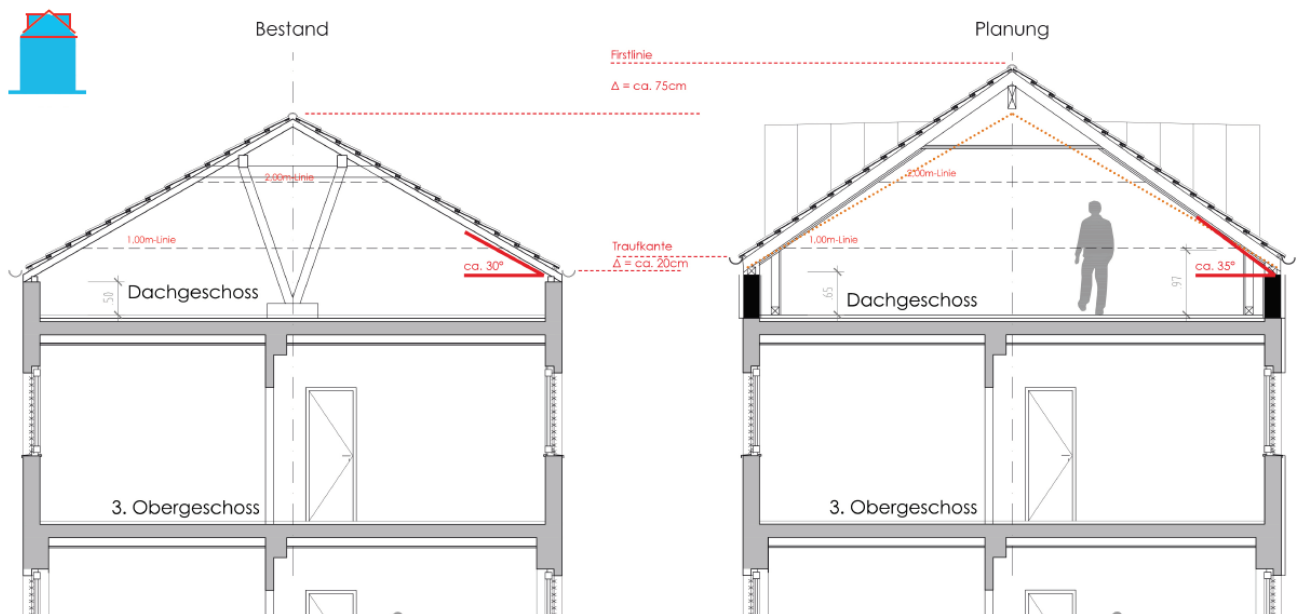 Bestand
Planung
Firstlinie
Δ = ca. 75cm
2,00m-Linie
1,00m-Linie
ca. 30°
50
Dachgeschoss
3. Obergeschoss
Traufkante
Δ = ca. 20cm
2,00m-Linie
1,00m-Linie
ca. 35°
65
97
Dachgeschoss
3. Obergeschoss